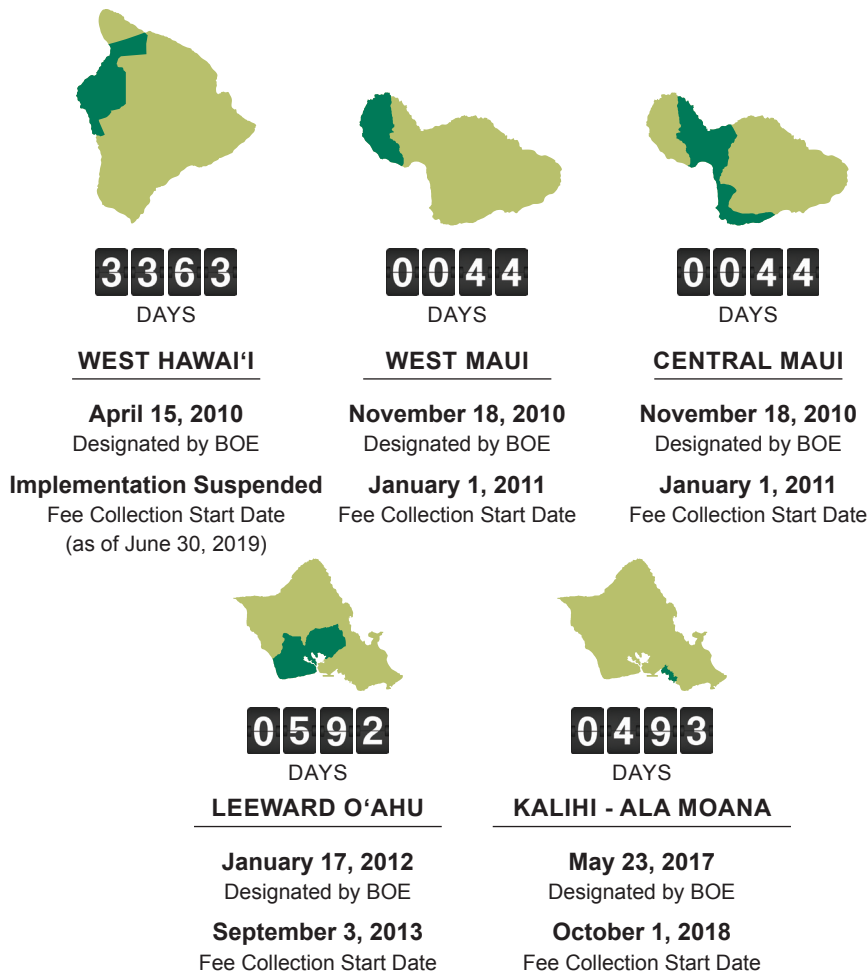 3363
DAYS
WEST HAWAI‘I
April 15, 2010
Designated by BOE
Implementation Suspended
Fee Collection Start Date
(as of June 30, 2019)
0044
DAYS
WEST MAUI
November 18, 2010
Designated by BOE
January 1, 2011
Fee Collection Start Date
0044
DAYS
CENTRAL MAUI
November 18, 2010
Designated by BOE
January 1, 2011
Fee Collection Start Date
0592
DAYS
LEEWARD O‘AHU
January 17, 2012
Designated by BOE
September 3, 2013
Fee Collection Start Date
0493
DAYS
KALIHI - ALA MOANA
May 23, 2017
Designated by BOE
October 1, 2018
Fee Collection Start Date